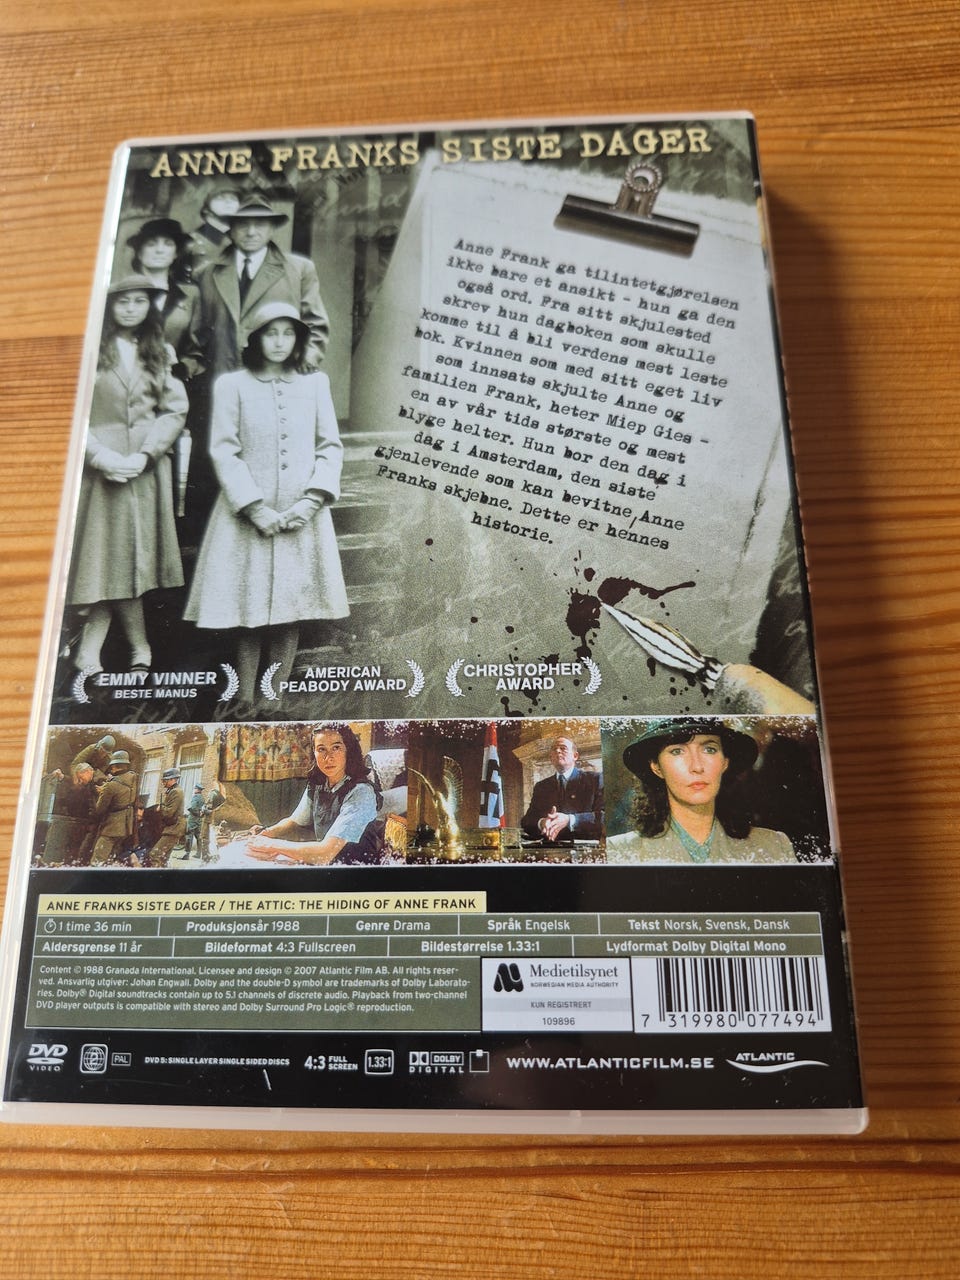 ANNE FRANKS SISTE DAGER
Anne Frank ga tilintetgjørelsen
ikke bare et ansikt - hun ga den
også ord. Fra sitt skjulested
skrev hun dagboken som skulle
komme til å bli verdens mest leste
bok. Kvinnen som med sitt eget liv
som innsats skjulte Anne og
familien Frank, heter Miep Gies -
en av vår tids største og mest
blyge helter. Hun bor den dag i
dag i Amsterdam, den siste
gjenlevende som kan bevitne Anne
Franks skjebne. Dette er hennes
historie.
EMMY VINNER
BESTE MANUS
AMERICAN
PEABODY AWARD
CHRISTOPHER
AWARD
ANNE FRANKS SISTE DAGER / THE ATTIC: THE HIDING OF ANNE FRANK
1 time 36 min Produksjonsår 1988 Genre Drama Språk Engelsk Tekst Norsk, Svensk, Dansk
Aldersgrense 11 år Bildeformat 4:3 Fullscreen Bildestørrelse 1.33:1 Lydformat Dolby Digital Mono
Content © 1988 Granada International. Licensee and design © 2007 Atlantic Film AB. All rights reser-
ved. Ansvarlig utgiver: Johan Engwall. Dolby and the double-D symbol are trademarks of Dolby Laborato-
ries. Dolby® Digital soundtracks contain up to 5.1 channels of discrete audio. Playback from two-channel
DVD player outputs is compatible with stereo and Dolby Surround Pro Logic® reproduction.
Medietilsynet
NORWEGIAN MEDIA AUTHORITY
KUN REGISTRERT
109896
7 319980 077494
DVD VIDEO
2
PAL
DVD 5: SINGLE LAYER SINGLE SIDED DISCS
4:3 FULL SCREEN
1.33:1
DOLBY DIGITAL
WWW.ATLANTICFILM.SE
ATLANTIC